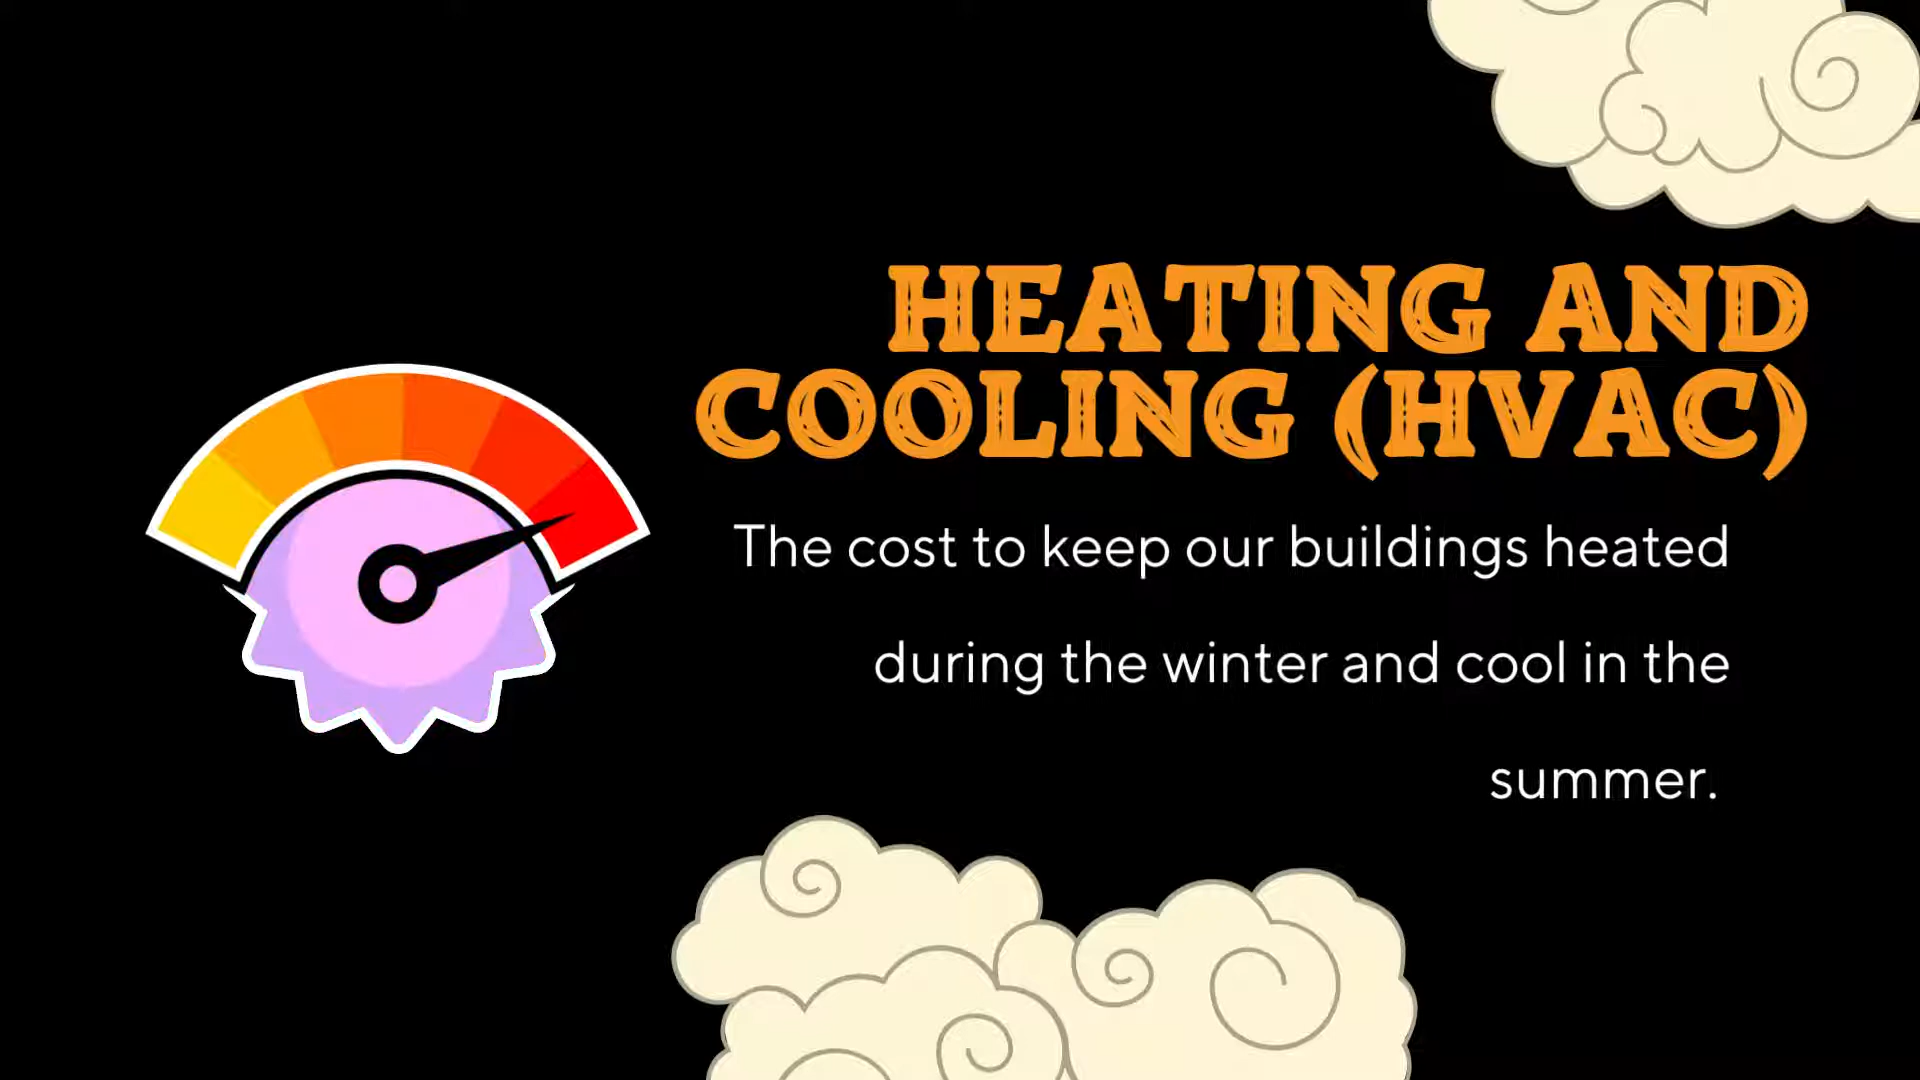 HEATING AND
COOLING (HVAC)
The cost to keep our buildings heated
during the winter and cool in the
summer.